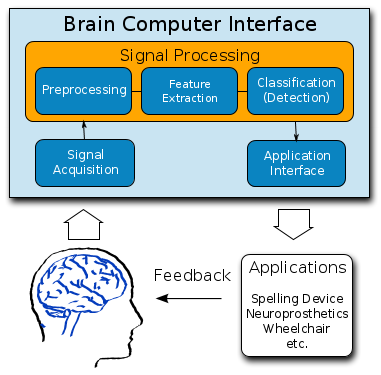 Brain Computer Interface
Signal Processing
Preprocessing
Feature
Extraction
Classification
(Detection)
Signal
Acquisition
Application
Interface
Feedback
Applications
Spelling Device
Neuroprosthetics
Wheelchair
etc.